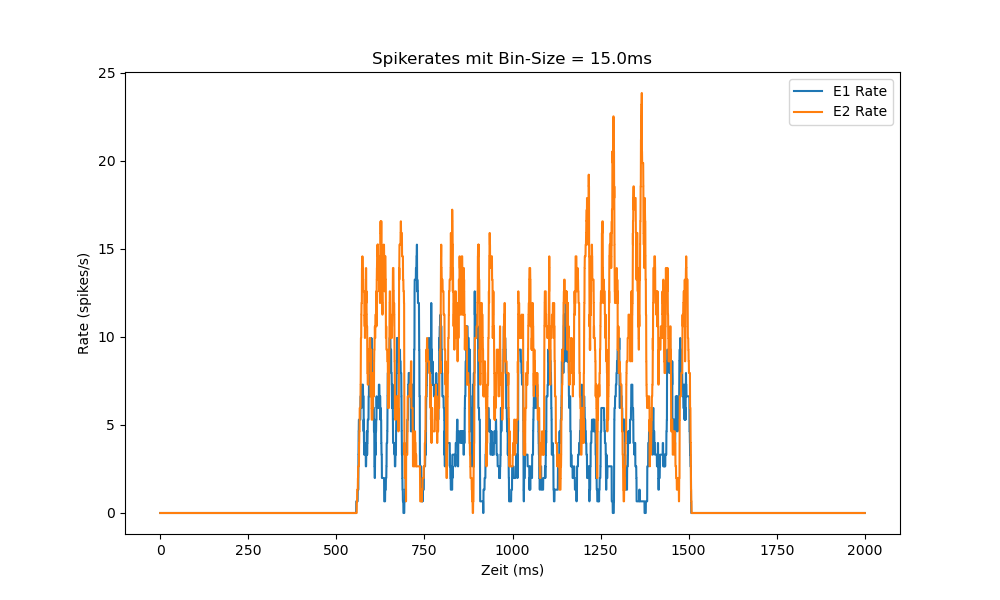 Spikerates mit Bin-Size = 15.0ms
E1 Rate
E2 Rate
Rate (spikes/s)
25
20
15
10
5
0
0 250 500 750 1000 1250 1500 1750 2000
Zeit (ms)